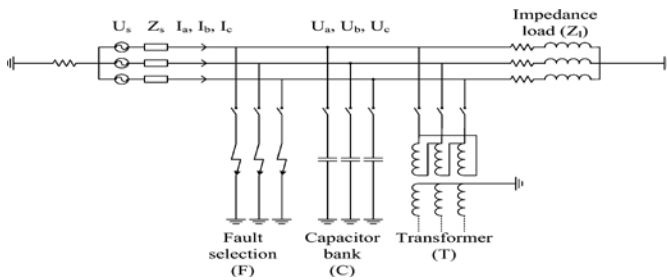 Impedance
load (Zl)
Us Zs Ia, Ib, Ic Ua, Ub, Uc
Fault
selection
(F)
Capacitor
bank
(C)
Transformer
(T)